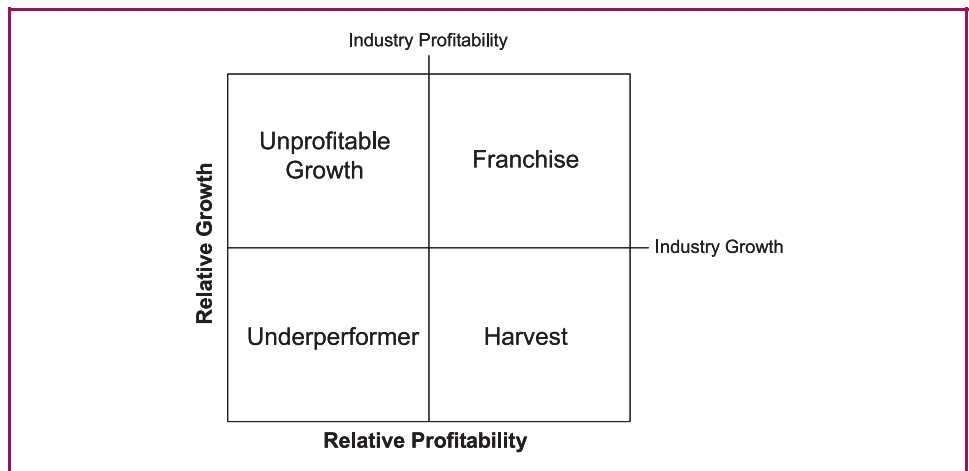 Industry Profitability
Unprofitable
Growth
Franchise
Relative Growth
Industry Growth
Underperformer
Harvest
Relative Profitability